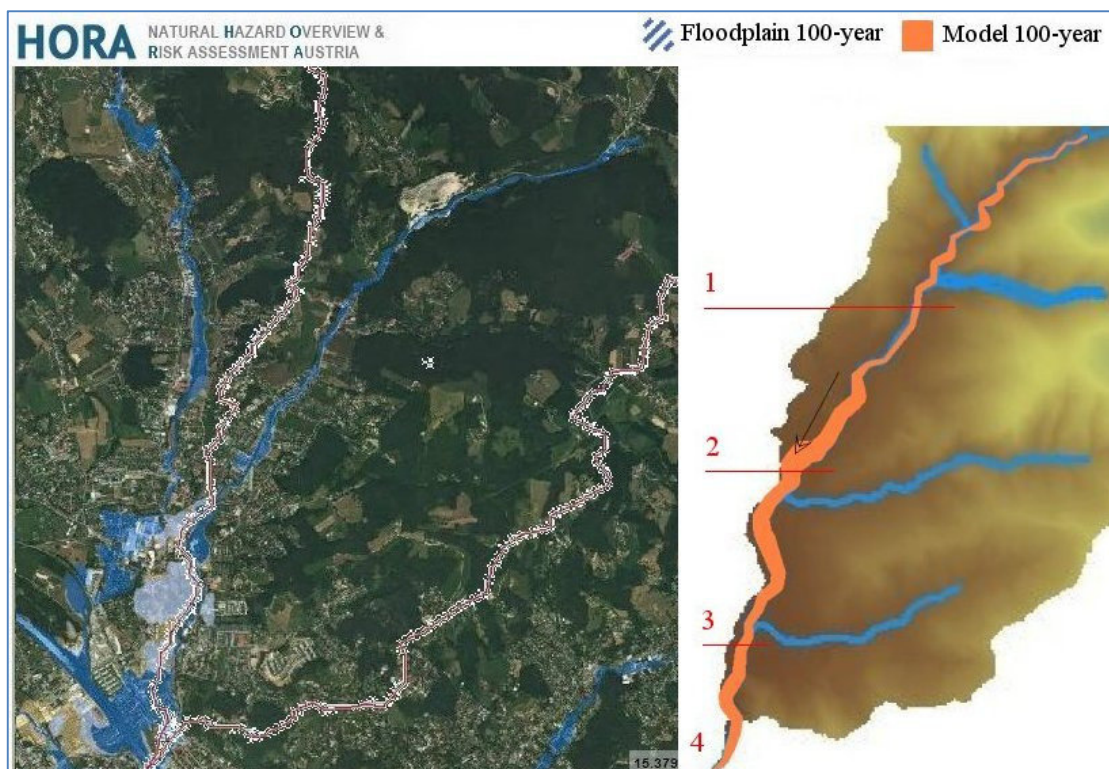 HORA NATURAL HAZARD OVERVIEW &
RISK ASSESSMENT AUSTRIA
Floodplain 100-year
Model 100-year
1
2
3
4
15.379